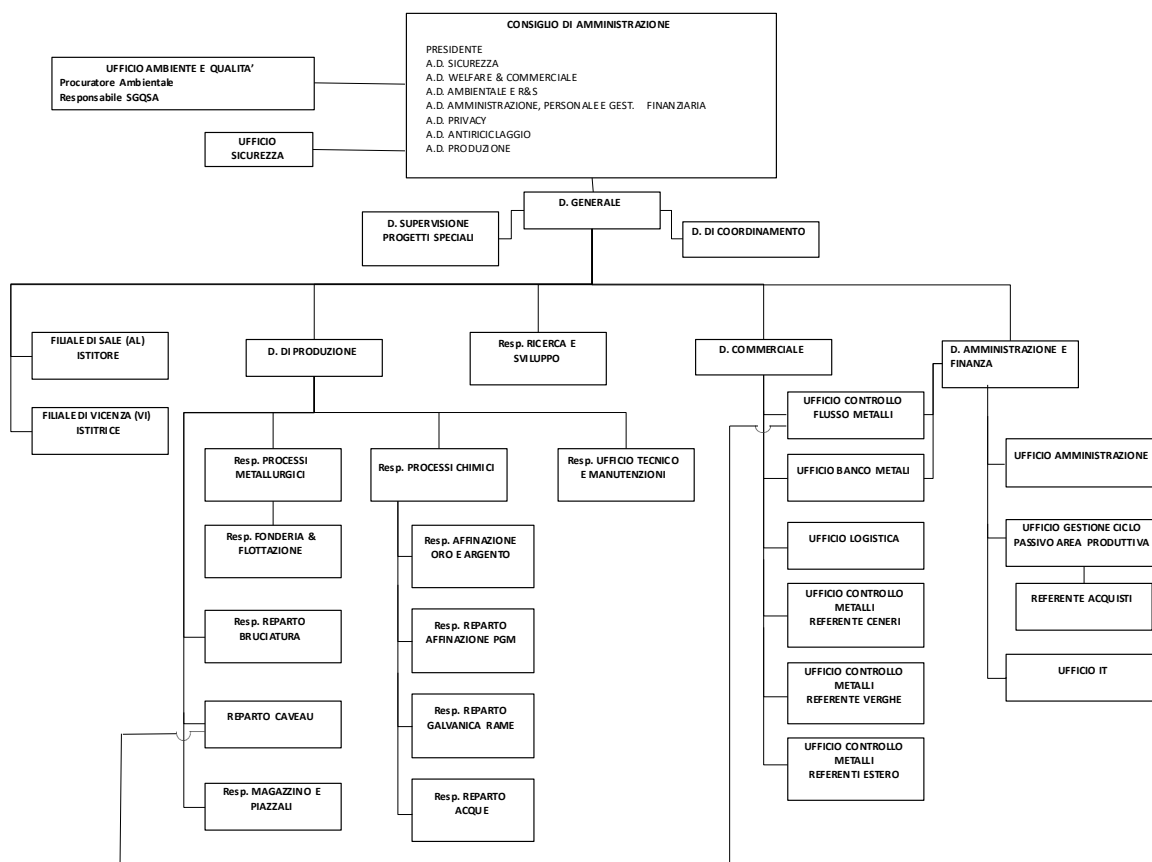 CONSIGLIO DI AMMINISTRAZIONE
PRESIDENTE
A.D. SICUREZZA
A.D. WELFARE & COMMERCIALE
A.D. AMBIENTALE E R&S
A.D. AMMINISTRAZIONE, PERSONALE E GEST. FINANZIARIA
A.D. PRIVACY
A.D. ANTIRICICLAGGIO
A.D. PRODUZIONE
UFFICIO AMBIENTE E QUALITA'
Procuratore Ambientale
Responsabile SGQSA
UFFICIO
SICUREZZA
D. GENERALE
D. SUPERVISIONE
PROGETTI SPECIALI
D. DI COORDINAMENTO
FILIALE DI SALE (AL)
ISTITORE
FILIALE DI VICENZA (VI)
ISTITRICE
D. DI PRODUZIONE
Resp. RICERCA E
SVILUPPO
D. COMMERCIALE
D. AMMINISTRAZIONE E
FINANZA
Resp. PROCESSI
METALLURGICI
Resp. FONDERIA &
FLOTTAZIONE
Resp. REPARTO
BRUCIATURA
REPARTO CAVEAU
Resp. MAGAZZINO E
PIAZZALI
Resp. PROCESSI CHIMICI
Resp. AFFINAZIONE
ORO E ARGENTO
Resp. REPARTO
AFFINAZIONE PGM
Resp. REPARTO
GALVANICA RAME
Resp. REPARTO
ACQUE
Resp. UFFICIO TECNICO
E MANUTENZIONI
UFFICIO CONTROLLO
FLUSSO METALLI
UFFICIO BANCO METALI
UFFICIO LOGISTICA
UFFICIO CONTROLLO
METALLI
REFERENTE CENERI
UFFICIO CONTROLLO
METALLI
REFERENTE VERGHE
UFFICIO CONTROLLO
METALLI
REFERENTI ESTERO
UFFICIO AMMINISTRAZIONE
UFFICIO GESTIONE CICLO
PASSIVO AREA PRODUTTIVA
REFERENTE ACQUISTI
UFFICIO IT